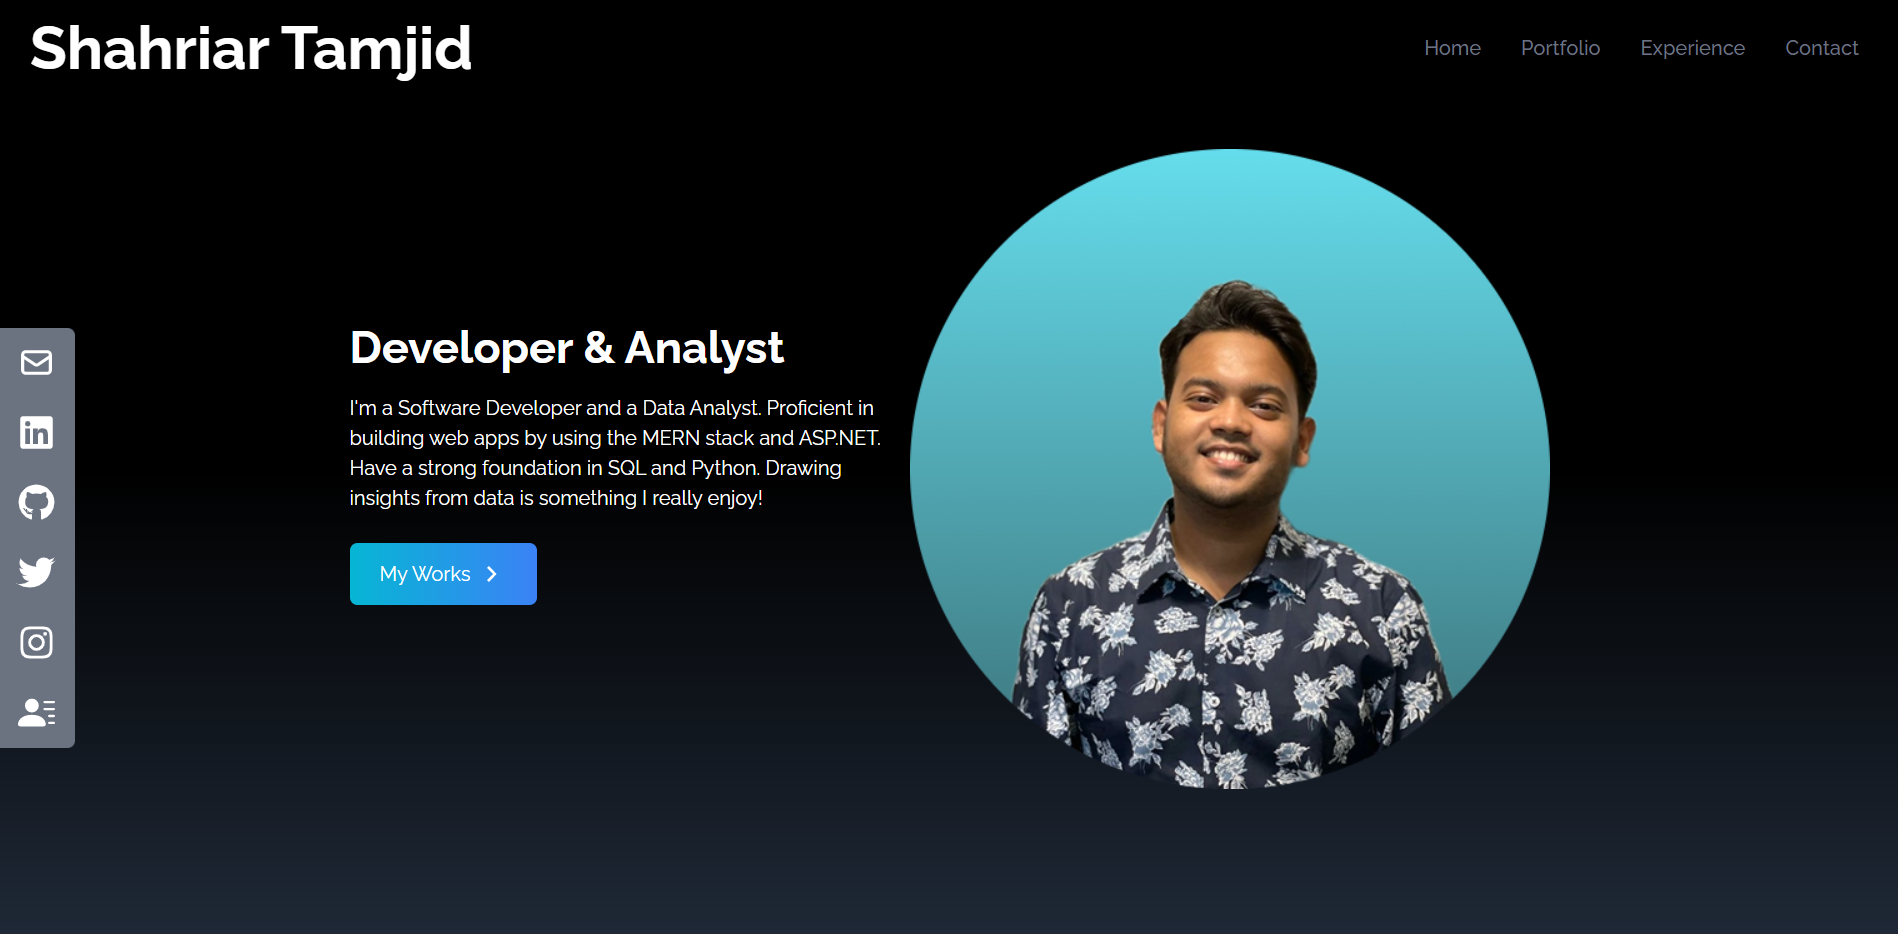 Shahriar Tamjid
Home Portfolio Experience Contact
Developer & Analyst
I'm a Software Developer and a Data Analyst. Proficient in
building web apps by using the MERN stack and ASP.NET.
Have a strong foundation in SQL and Python. Drawing
insights from data is something I really enjoy!
My Works